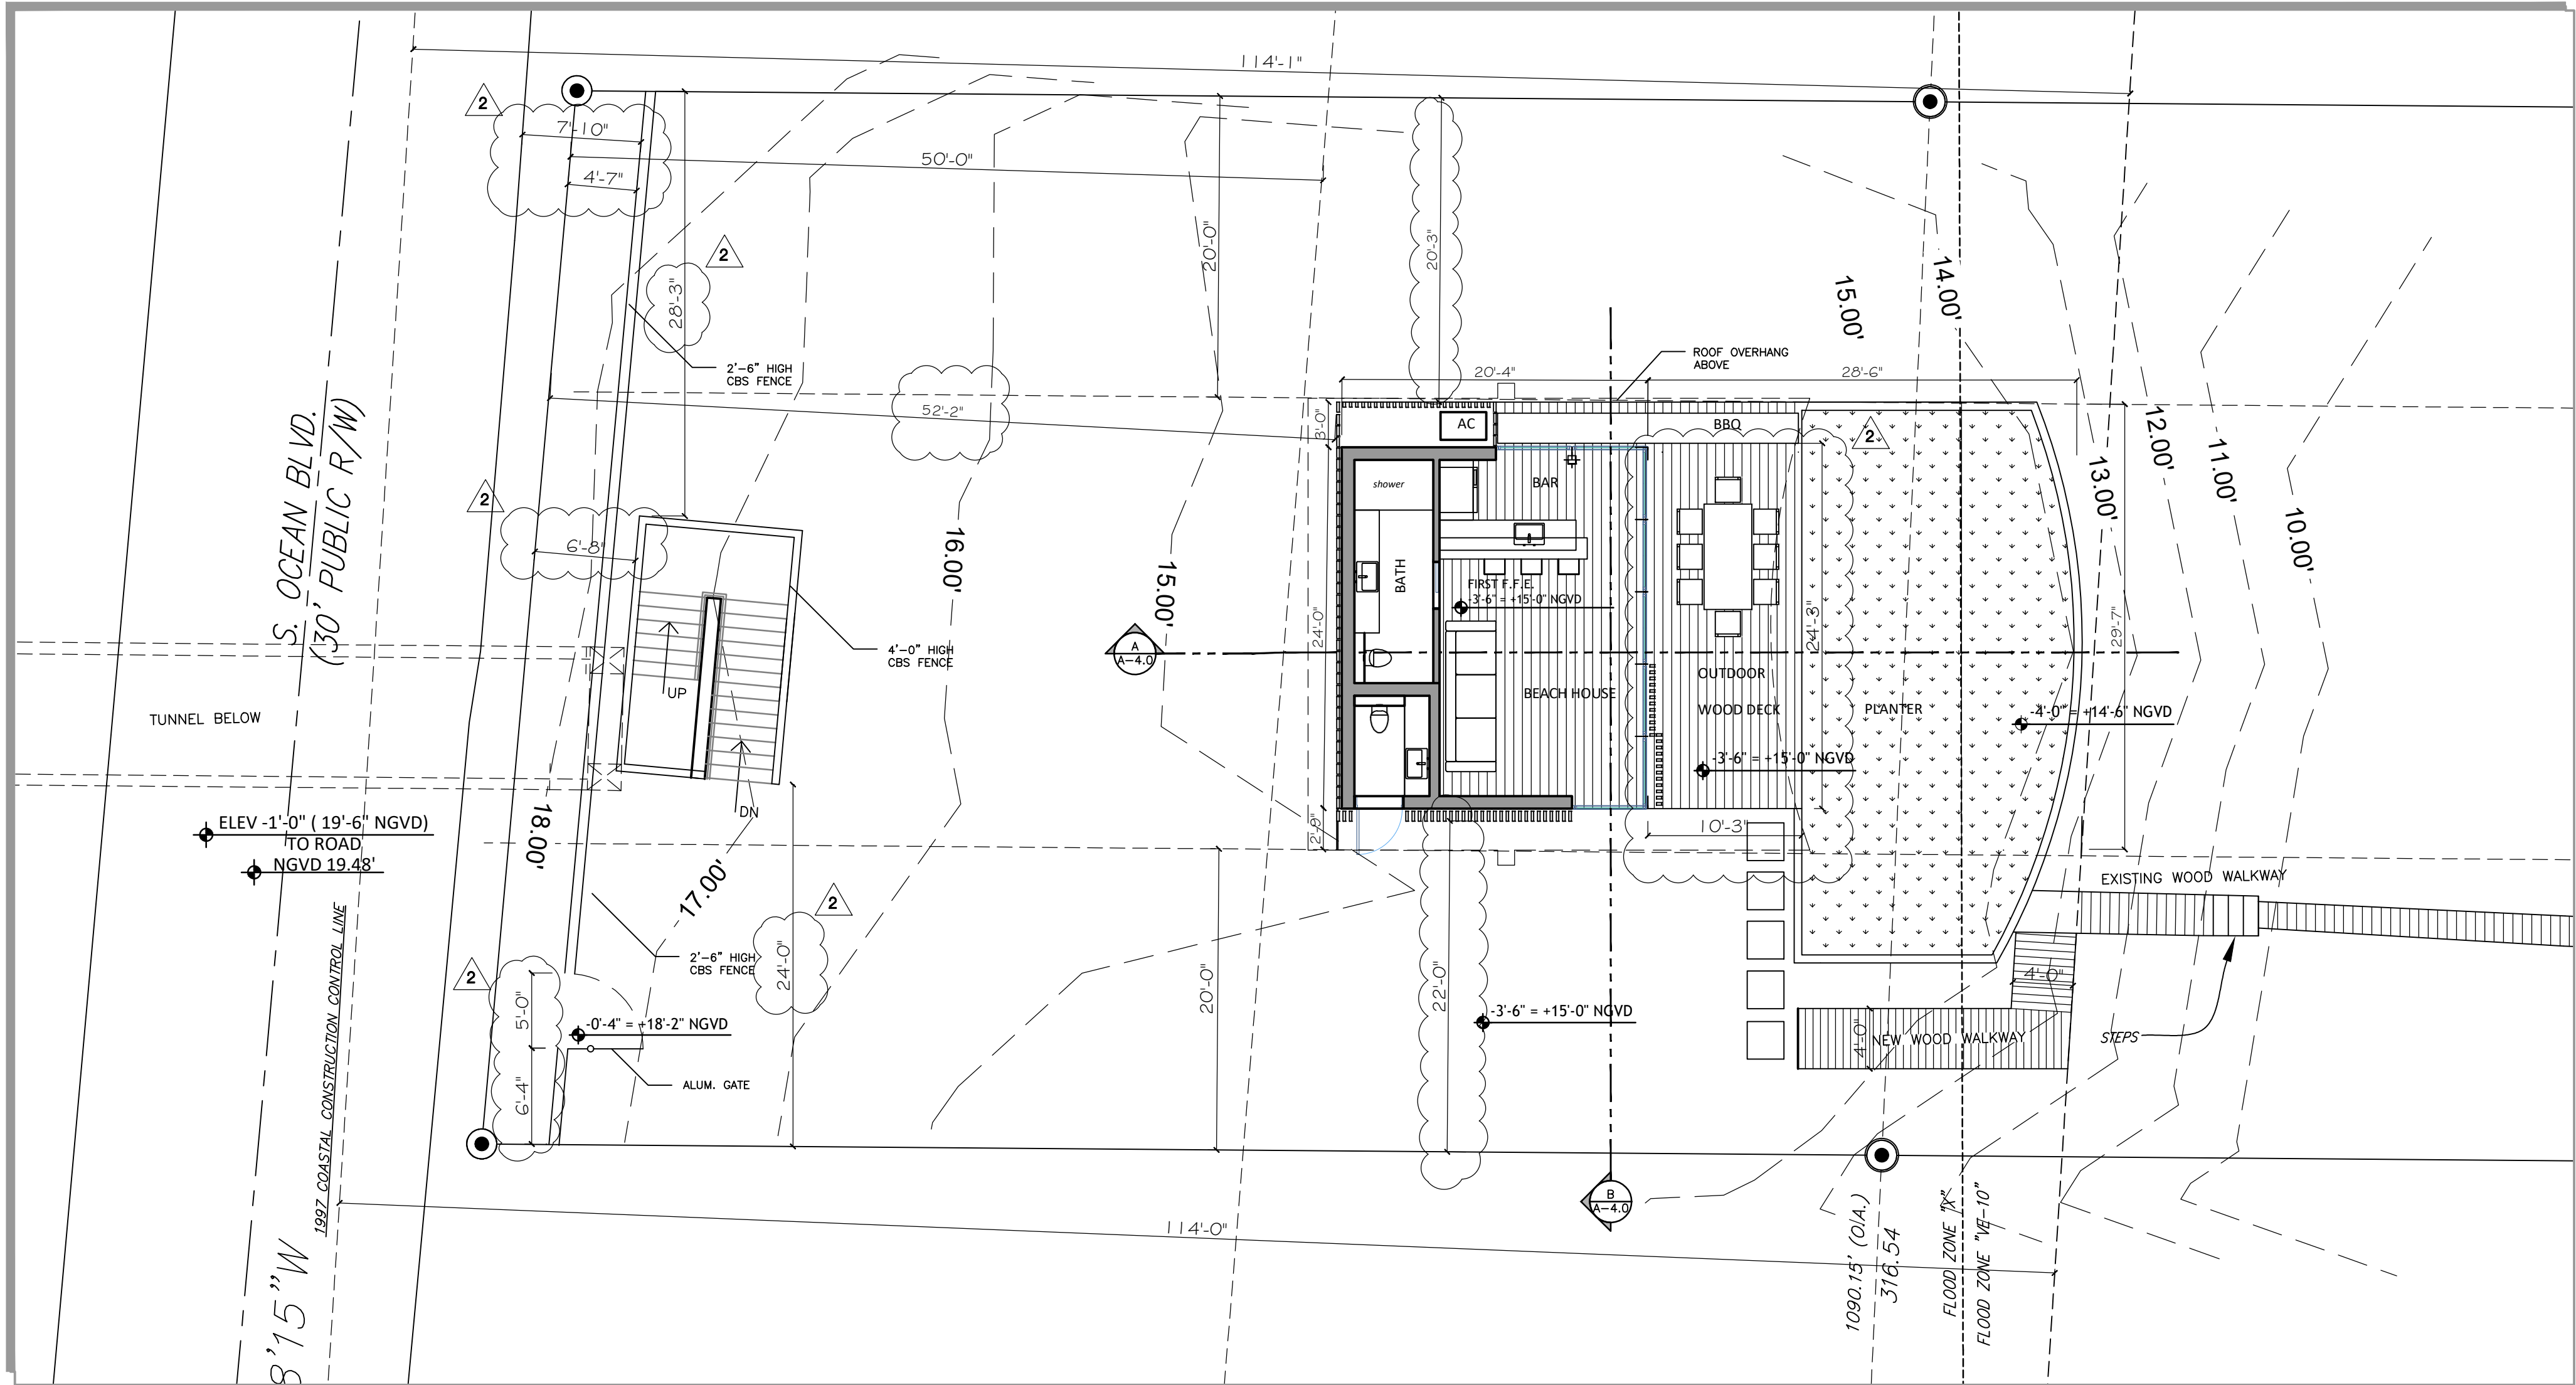 114'-1"
2
7'-10"
50'-0"
4'-7"
20'-0"
20'-3"
2
28'-3"
2'-6" HIGH
CBS FENCE
52'-2"
S. OCEAN BLVD.
(30' PUBLIC R/W)
ROOF OVERHANG
ABOVE
20'-4"
28'-6"
15.00'
14.00'
3'-0"
AC
BBQ
2
shower
BAR
BATH
FIRST F.F.E.
-3'-6" = +15'-0" NGVD
24'-0"
24'-3"
29'-7"
13.00'
12.00'
11.00'
10.00'
2
6'-8"
16.00'
15.00'
4'-0" HIGH
CBS FENCE
A
A-4.0
UP
DN
TUNNEL BELOW
BEACH HOUSE
OUTDOOR
WOOD DECK
PLANTER
-4'-0" = +14'-6" NGVD
-3'-6" = +15'-0" NGVD
ELEV -1'-0" ( 19'-6" NGVD)
TO ROAD
NGVD 19.48'
18.00'
17.00'
2'-9"
10'-3"
2
2'-6" HIGH
CBS FENCE
24'-0"
20'-0"
22'-0"
-3'-6" = +15'-0" NGVD
EXISTING WOOD WALKWAY
4'-0"
4'-0"
NEW WOOD WALKWAY
STEPS
2
5'-0"
6'-4"
-0'-4" = +18'-2" NGVD
ALUM. GATE
1997 COASTAL CONSTRUCTION CONTROL LINE
8'15"W
114'-0"
B
A-4.0
1090.15' (O/A.)
316.54
FLOOD ZONE "X"
FLOOD ZONE "VE-10"